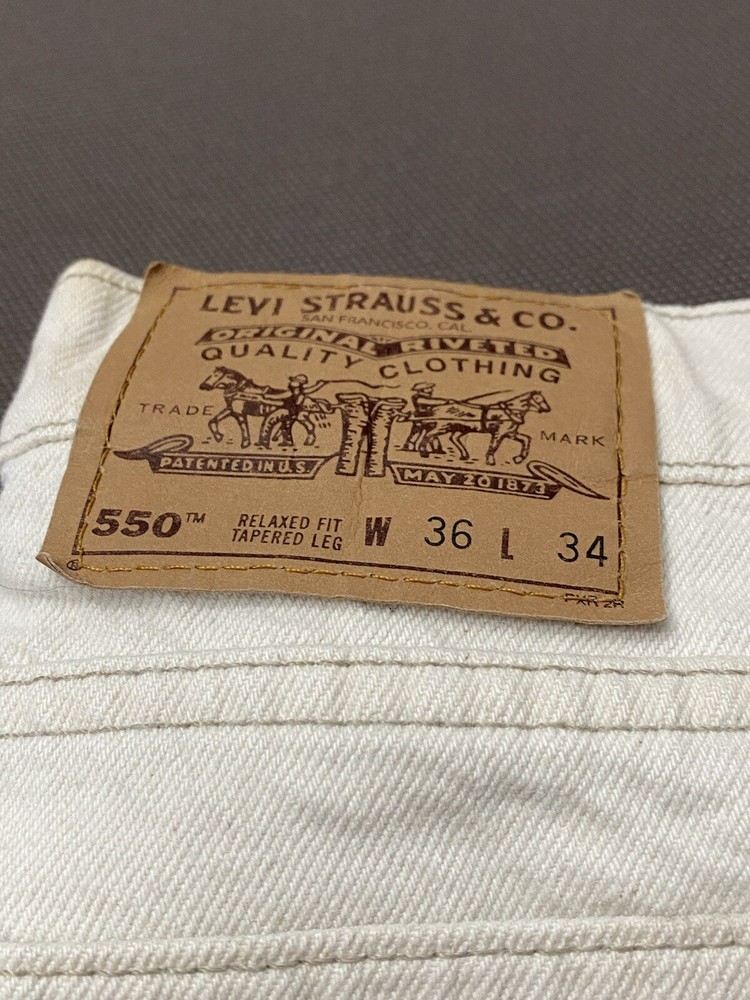 LEVI STRAUSS & CO.
SAN FRANCISCO, CAL.
ORIGINAL RIVETED
QUALITY CLOTHING
TRADE MARK
PATENTED IN U.S. MAY 20 1873
550™ RELAXED FIT TAPERED LEG W 36 L 34
®